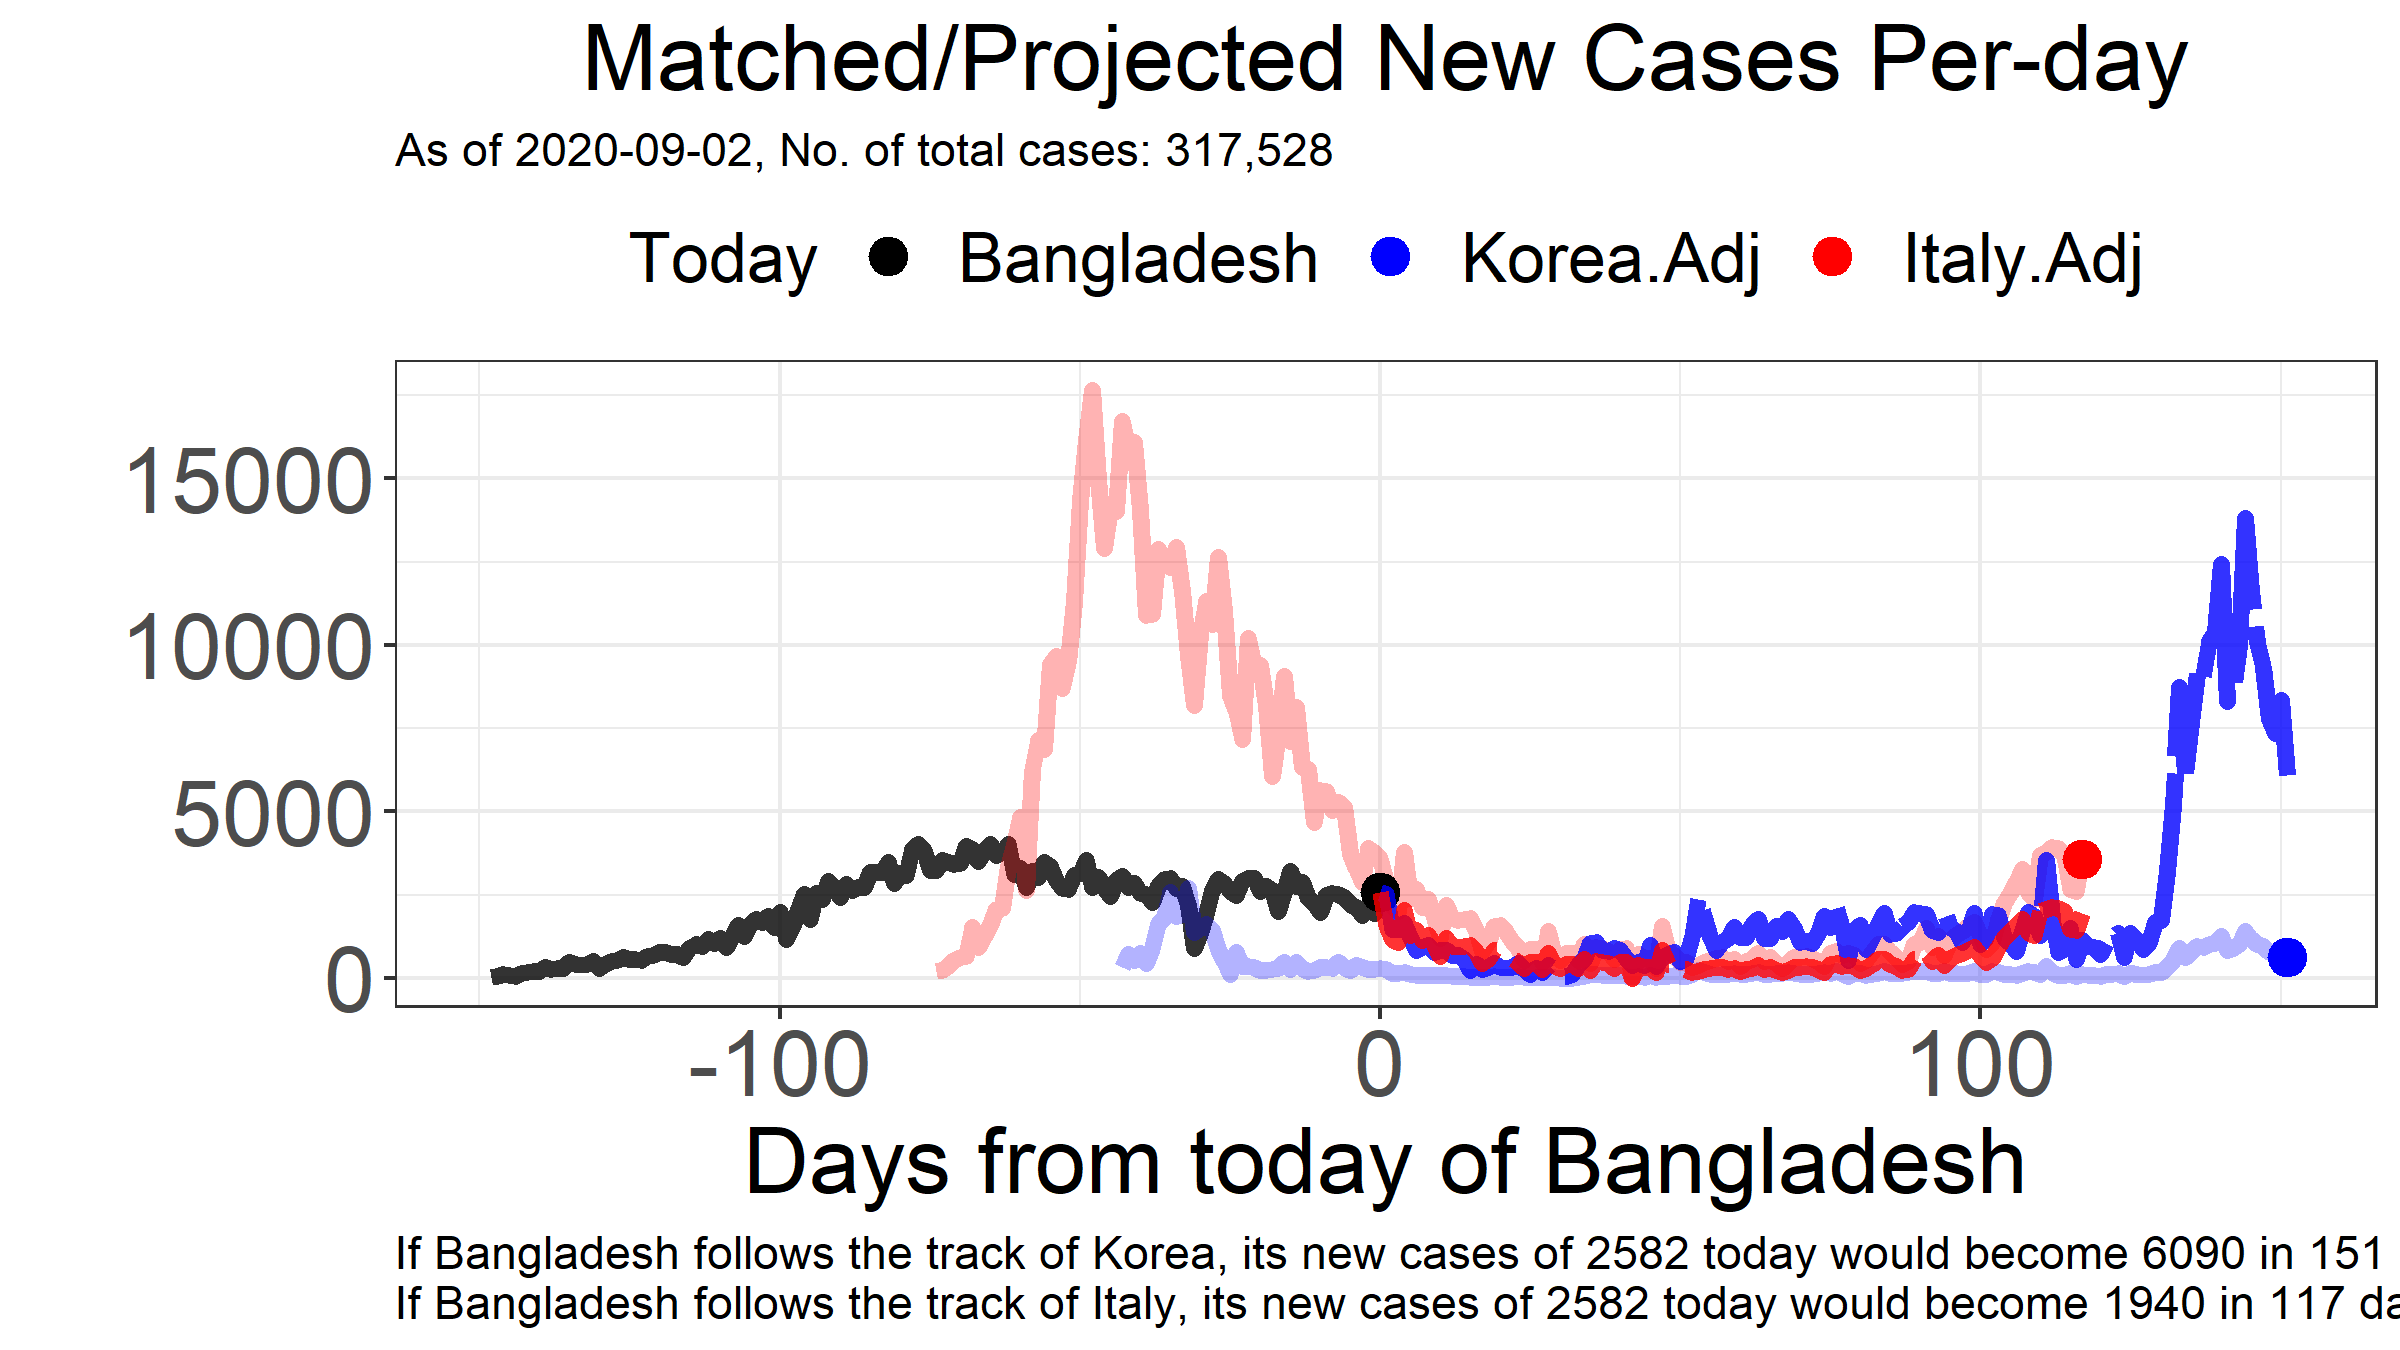 Matched/Projected New Cases Per-day
As of 2020-09-02, No. of total cases: 317,528
Today Bangladesh Korea.Adj Italy.Adj
15000
10000
5000
0
-100 0 100
Days from today of Bangladesh
If Bangladesh follows the track of Korea, its new cases of 2582 today would become 6090 in 151
If Bangladesh follows the track of Italy, its new cases of 2582 today would become 1940 in 117 da